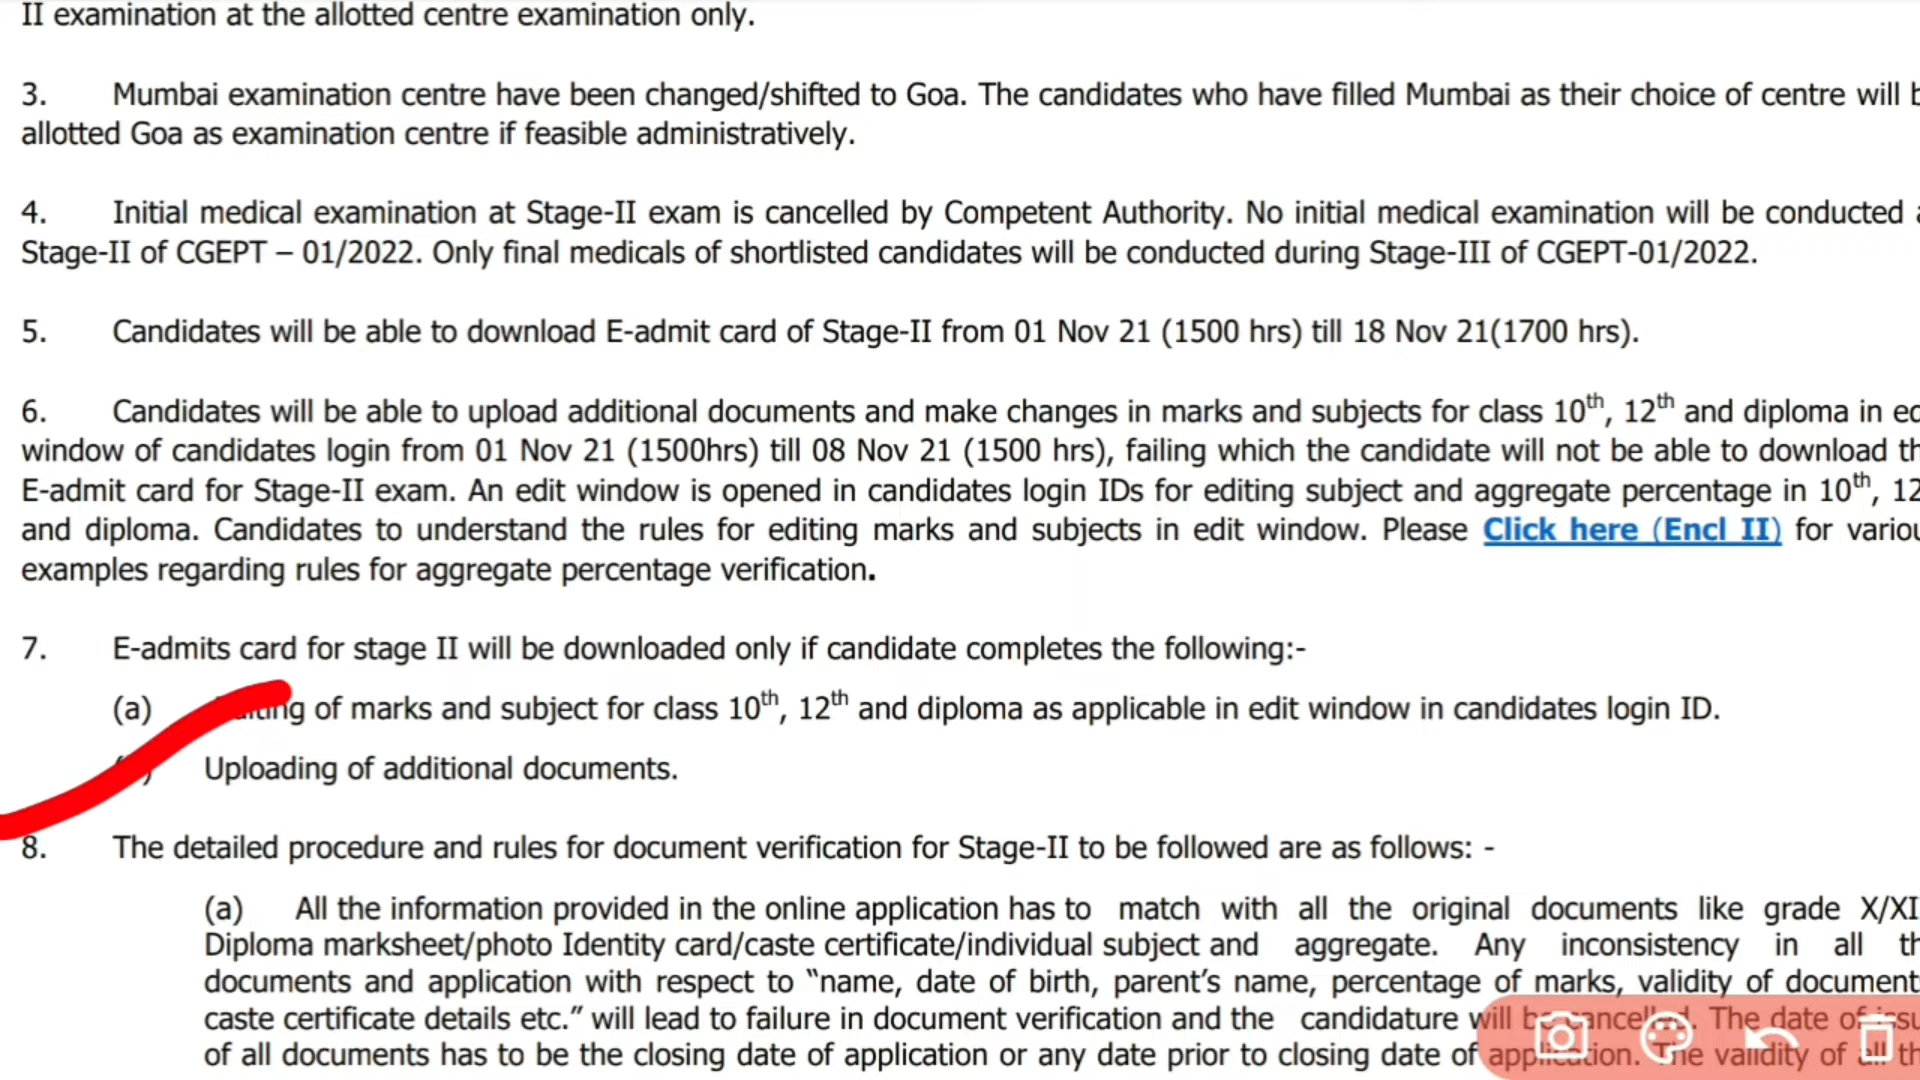 II examination at the allotted centre examination only.
3. Mumbai examination centre have been changed/shifted to Goa. The candidates who have filled Mumbai as their choice of centre will
allotted Goa as examination centre if feasible administratively.
4. Initial medical examination at Stage-II exam is cancelled by Competent Authority. No initial medical examination will be conducted
Stage-II of CGEPT – 01/2022. Only final medicals of shortlisted candidates will be conducted during Stage-III of CGEPT-01/2022.
5. Candidates will be able to download E-admit card of Stage-II from 01 Nov 21 (1500 hrs) till 18 Nov 21(1700 hrs).
6. Candidates will be able to upload additional documents and make changes in marks and subjects for class 10th, 12th and diploma in
window of candidates login from 01 Nov 21 (1500hrs) till 08 Nov 21 (1500 hrs), failing which the candidate will not be able to download
E-admit card for Stage-II exam. An edit window is opened in candidates login IDs for editing subject and aggregate percentage in 10th, 12
and diploma. Candidates to understand the rules for editing marks and subjects in edit window. Please Click here (Encl II) for
examples regarding rules for aggregate percentage verification.
7. E-admits card for stage II will be downloaded only if candidate completes the following:-
(a) of marks and subject for class 10th, 12th and diploma as applicable in edit window in candidates login ID.
Uploading of additional documents.
8. The detailed procedure and rules for document verification for Stage-II to be followed are as follows: -
(a) All the information provided in the online application has to match with all the original documents like grade X/XI
Diploma marksheet/photo Identity card/caste certificate/individual subject and aggregate. Any inconsistency in all
documents and application with respect to “name, date of birth, parent’s name, percentage of marks, validity of document
caste certificate details etc.” will lead to failure in document verification and the candidature will be cancelled. The date of
of all documents has to be the closing date of application or any date prior to closing date of application. The validity of all